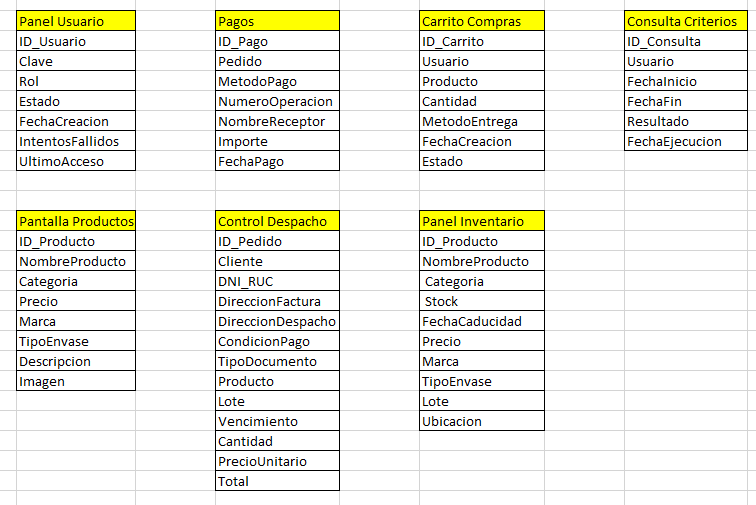 Panel Usuario
ID_Usuario
Clave
Rol
Estado
FechaCreacion
IntentosFallidos
UltimoAcceso
Pagos
ID_Pago
Pedido
MetodoPago
NumeroOperacion
NombreReceptor
Importe
FechaPago
Carrito Compras
ID_Carrito
Usuario
Producto
Cantidad
MetodoEntrega
FechaCreacion
Estado
Consulta Criterios
ID_Consulta
Usuario
FechaInicio
FechaFin
Resultado
FechaEjecucion
Pantalla Productos
ID_Producto
NombreProducto
Categoria
Precio
Marca
TipoEnvase
Descripcion
Imagen
Control Despacho
ID_Pedido
Cliente
DNI_RUC
DireccionFactura
DireccionDespacho
CondicionPago
TipoDocumento
Producto
Lote
Vencimiento
Cantidad
PrecioUnitario
Total
Panel Inventario
ID_Producto
NombreProducto
Categoria
Stock
FechaCaducidad
Precio
Marca
TipoEnvase
Lote
Ubicacion